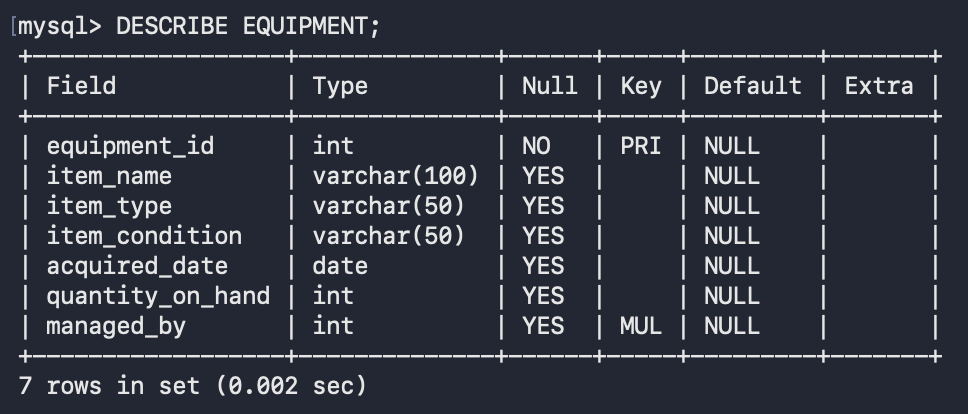 [mysql> DESCRIBE EQUIPMENT;
+------------------+--------------+------+-----+---------+-------+
| Field            | Type         | Null | Key | Default | Extra |
+------------------+--------------+------+-----+---------+-------+
| equipment_id     | int          | NO   | PRI | NULL    |       |
| item_name        | varchar(100) | YES  |     | NULL    |       |
| item_type        | varchar(50)  | YES  |     | NULL    |       |
| item_condition   | varchar(50)  | YES  |     | NULL    |       |
| acquired_date    | date         | YES  |     | NULL    |       |
| quantity_on_hand | int          | YES  |     | NULL    |       |
| managed_by       | int          | YES  | MUL | NULL    |       |
+------------------+--------------+------+-----+---------+-------+
7 rows in set (0.002 sec)